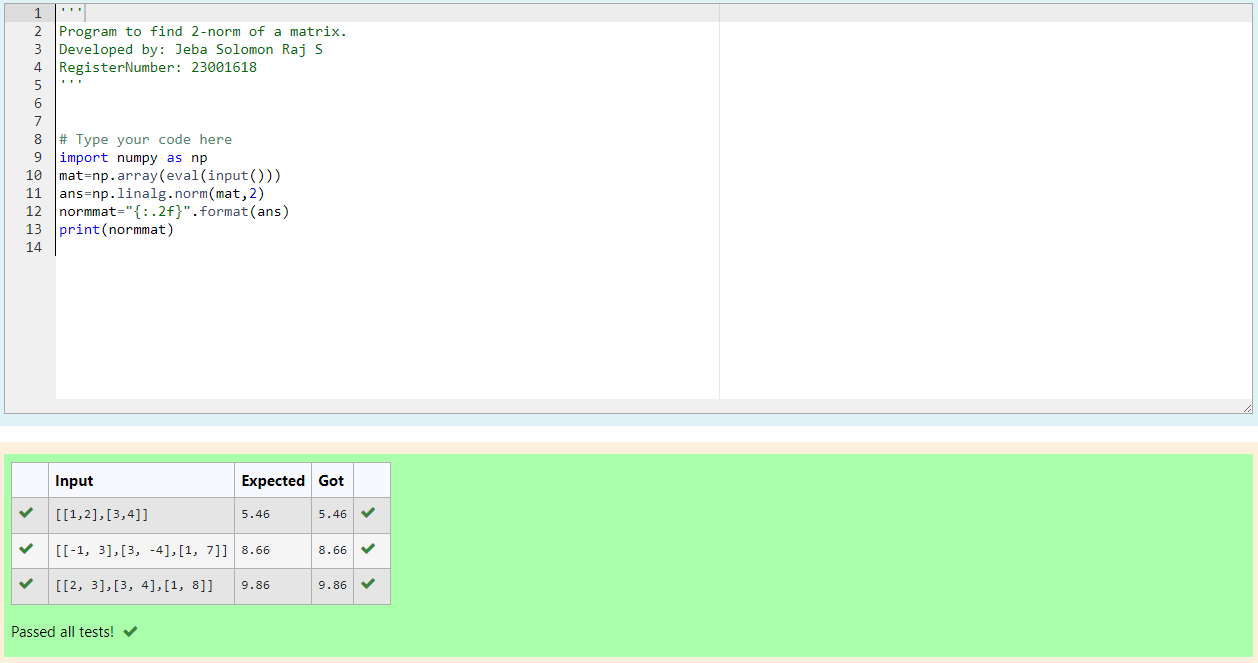 1 '''
2 Program to find 2-norm of a matrix.
3 Developed by: Jeba Solomon Raj S
4 RegisterNumber: 23001618
5 '''
6
7
8 # Type your code here
9 import numpy as np
10 mat=np.array(eval(input()))
11 ans=np.linalg.norm(mat,2)
12 normmat="{:.2f}".format(ans)
13 print(normmat)
14
Input Expected Got
[[1,2],[3,4]] 5.46 5.46
[[-1, 3],[3, -4],[1, 7]] 8.66 8.66
[[2, 3],[3, 4],[1, 8]] 9.86 9.86
Passed all tests!